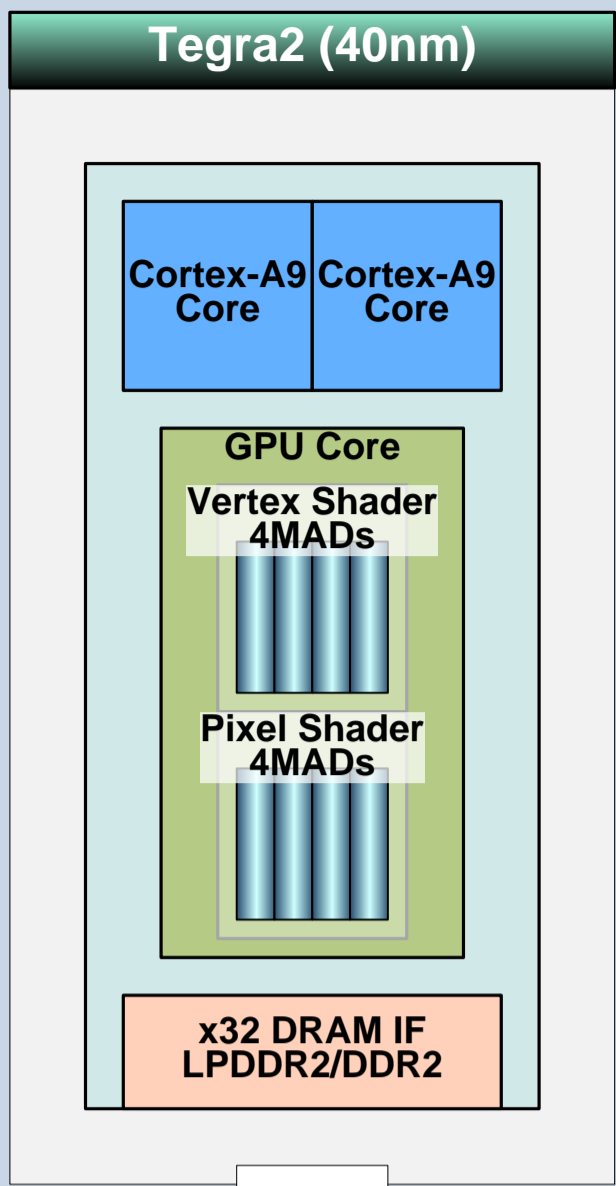 Tegra2 (40nm)
Cortex-A9 Core
Cortex-A9 Core
GPU Core
Vertex Shader
4MADs
Pixel Shader
4MADs
x32 DRAM IF
LPDDR2/DDR2